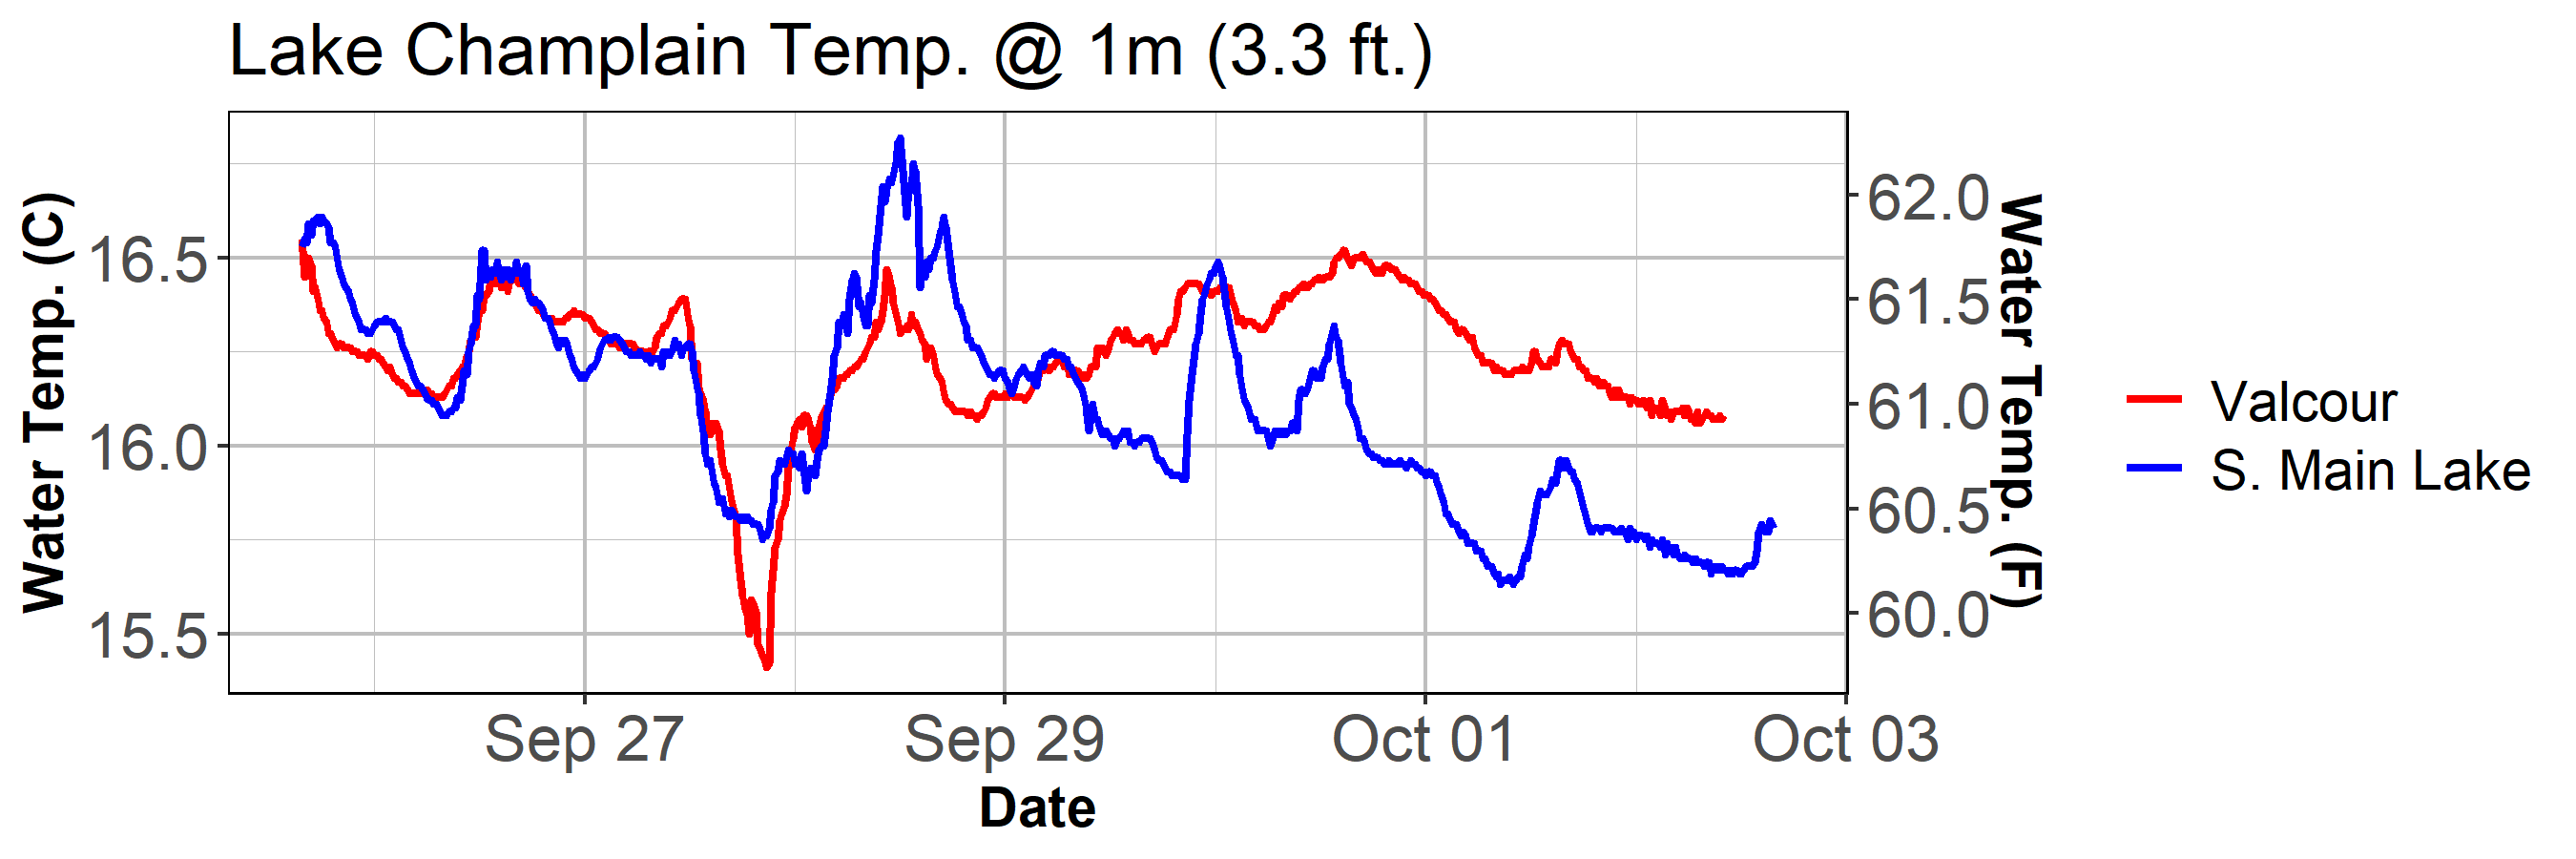 Lake Champlain Temp. @ 1m (3.3 ft.)
Water Temp. (C)
16.5
16.0
15.5
62.0
61.5
61.0
60.5
60.0
Water Temp. (F)
Sep 27
Sep 29
Oct 01
Oct 03
Date
Valcour
S. Main Lake